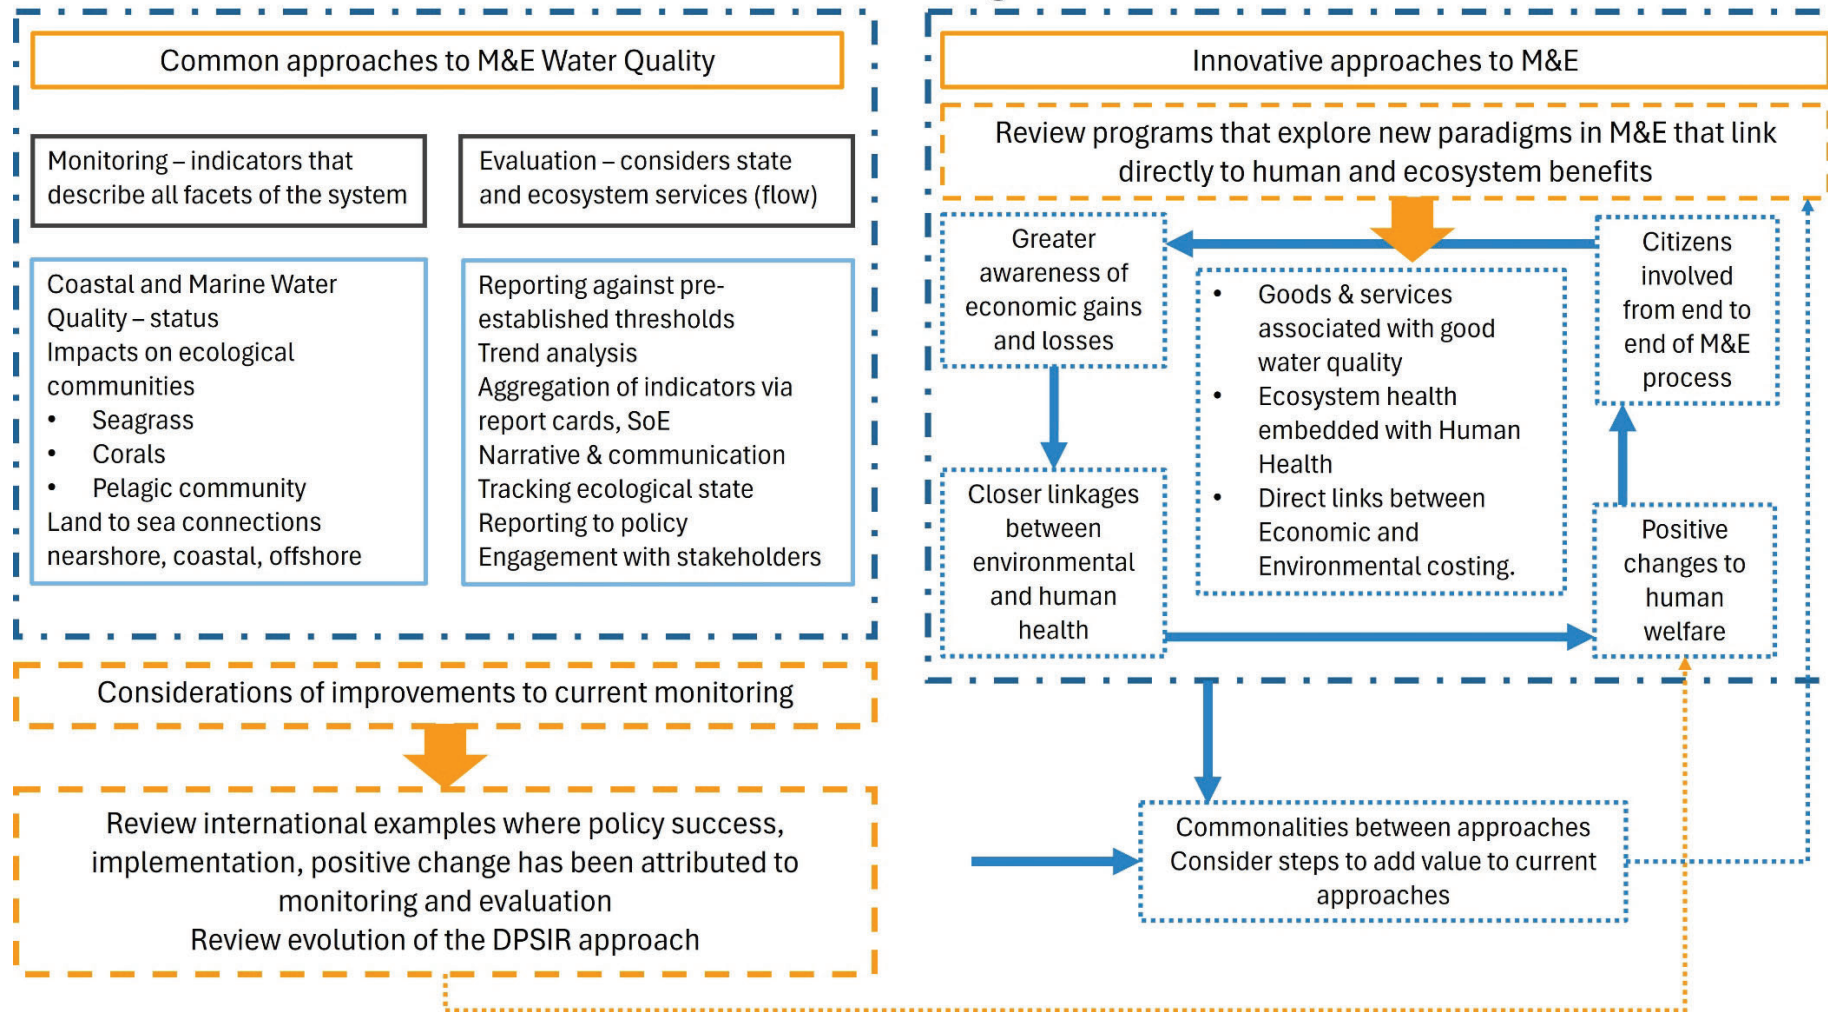 Common approaches to M&E Water Quality
Monitoring – indicators that
describe all facets of the system
Evaluation – considers state
and ecosystem services (flow)
Coastal and Marine Water
Quality – status
Impacts on ecological
communities
• Seagrass
• Corals
• Pelagic community
Land to sea connections
nearshore, coastal, offshore
Reporting against pre-
established thresholds
Trend analysis
Aggregation of indicators via
report cards, SoE
Narrative & communication
Tracking ecological state
Reporting to policy
Engagement with stakeholders
Considerations of improvements to current monitoring
Review international examples where policy success,
implementation, positive change has been attributed to
monitoring and evaluation
Review evolution of the DPSIR approach
Innovative approaches to M&E
Review programs that explore new paradigms in M&E that link
directly to human and ecosystem benefits
Greater
awareness of
economic gains
and losses
• Goods & services
associated with good
water quality
• Ecosystem health
embedded with Human
Health
• Direct links between
Economic and
Environmental costing.
Citizens
involved
from end to
end of M&E
process
Closer linkages
between
environmental
and human
health
Positive
changes to
human
welfare
Commonalities between approaches
Consider steps to add value to current
approaches